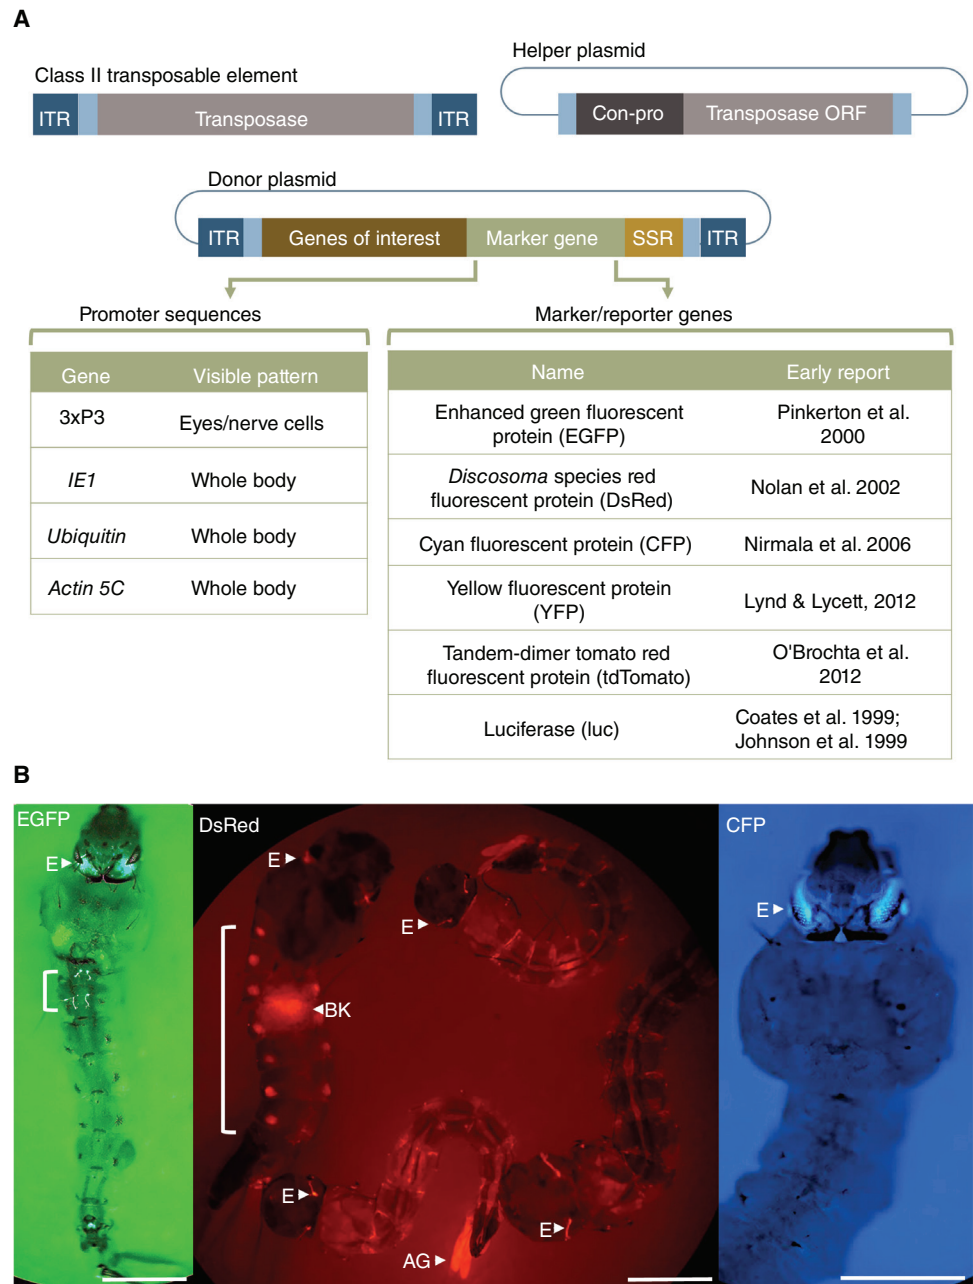 A
Class II transposable element
ITR
Transposase
ITR
Helper plasmid
Con-pro
Transposase ORF
Donor plasmid
ITR
Genes of interest
Marker gene
SSR
ITR
Promoter sequences
Gene
Visible pattern
3xP3
Eyes/nerve cells
IE1
Whole body
Ubiquitin
Whole body
Actin 5C
Whole body
Marker/reporter genes
Name
Early report
Enhanced green fluorescent
protein (EGFP)
Pinkerton et al.
2000
Discosoma species red
fluorescent protein (DsRed)
Nolan et al. 2002
Cyan fluorescent protein (CFP)
Nirmala et al. 2006
Yellow fluorescent protein
(YFP)
Lynd & Lycett, 2012
Tandem-dimer tomato red
fluorescent protein (tdTomato)
O'Brochta et al.
2012
Luciferase (luc)
Coates et al. 1999;
Johnson et al. 1999
B
EGFP
E
DsRed
E
E
BK
E
E
AG
CFP
E